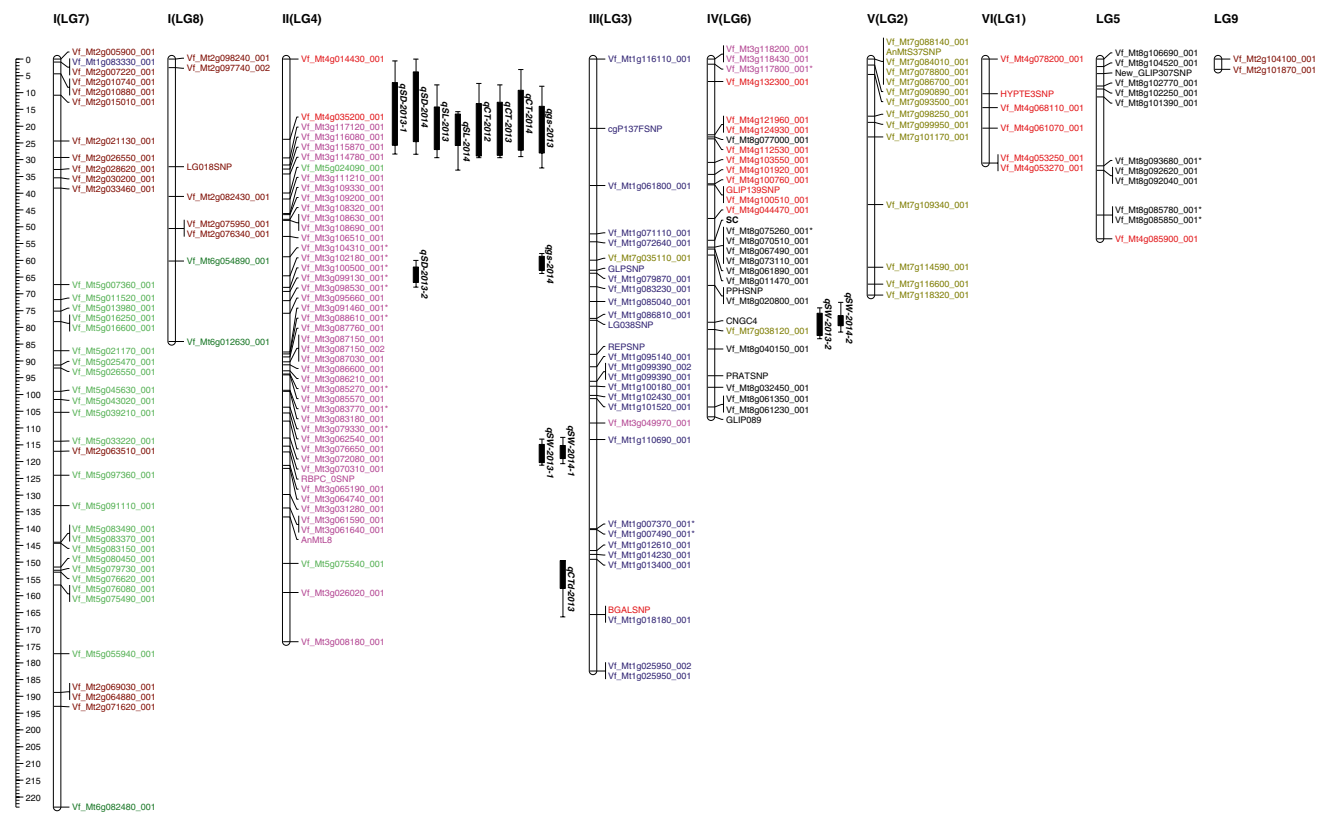 I(LG7)
I(LG8)
II(LG4)
III(LG3)
IV(LG6)
V(LG2)
VI(LG1)
LG5
LG9
0
5
10
15
20
25
30
35
40
45
50
55
60
65
70
75
80
85
90
95
100
105
110
115
120
125
130
135
140
145
150
155
160
165
170
175
180
185
190
195
200
205
210
215
220
Vf_Mt2g005900_001
Vf_Mt1g083330_001
Vf_Mt2g007220_001
Vf_Mt2g010740_001
Vf_Mt2g010880_001
Vf_Mt2g015010_001
Vf_Mt2g021130_001
Vf_Mt2g026550_001
Vf_Mt2g028620_001
Vf_Mt2g030200_001
Vf_Mt2g033460_001
Vf_Mt5g007360_001
Vf_Mt5g011520_001
Vf_Mt5g013980_001
Vf_Mt5g016250_001
Vf_Mt5g016600_001
Vf_Mt5g021170_001
Vf_Mt5g025470_001
Vf_Mt5g026550_001
Vf_Mt5g045630_001
Vf_Mt5g043020_001
Vf_Mt5g039210_001
Vf_Mt5g033220_001
Vf_Mt2g063510_001
Vf_Mt5g097360_001
Vf_Mt5g091110_001
Vf_Mt5g083490_001
Vf_Mt5g083370_001
Vf_Mt5g083150_001
Vf_Mt5g080450_001
Vf_Mt5g079730_001
Vf_Mt5g076620_001
Vf_Mt5g076080_001
Vf_Mt5g075490_001
Vf_Mt5g055940_001
Vf_Mt2g069030_001
Vf_Mt2g064880_001
Vf_Mt2g071620_001
Vf_Mt6g082480_001
Vf_Mt2g098240_001
Vf_Mt2g097740_002
LG018SNP
Vf_Mt2g082430_001
Vf_Mt2g075950_001
Vf_Mt2g076340_001
Vf_Mt6g054890_001
Vf_Mt6g012630_001
Vf_Mt4g014430_001
Vf_Mt4g035200_001
Vf_Mt3g117120_001
Vf_Mt3g116080_001
Vf_Mt3g115870_001
Vf_Mt3g114780_001
Vf_Mt5g024090_001
Vf_Mt3g111210_001
Vf_Mt3g109330_001
Vf_Mt3g109200_001
Vf_Mt3g108320_001
Vf_Mt3g108630_001
Vf_Mt3g108690_001
Vf_Mt3g106510_001
Vf_Mt3g104310_001*
Vf_Mt3g102180_001*
Vf_Mt3g100500_001*
Vf_Mt3g099130_001*
Vf_Mt3g098530_001*
Vf_Mt3g095660_001
Vf_Mt3g091460_001*
Vf_Mt3g088610_001*
Vf_Mt3g087760_001
Vf_Mt3g087150_001
Vf_Mt3g087150_002
Vf_Mt3g087030_001
Vf_Mt3g086600_001
Vf_Mt3g086210_001
Vf_Mt3g085270_001*
Vf_Mt3g085570_001
Vf_Mt3g083770_001*
Vf_Mt3g083180_001
Vf_Mt3g079330_001*
Vf_Mt3g062540_001
Vf_Mt3g076650_001
Vf_Mt3g072080_001
Vf_Mt3g070310_001
RBPC_0SNP
Vf_Mt3g065190_001
Vf_Mt3g064740_001
Vf_Mt3g031280_001
Vf_Mt3g061590_001
Vf_Mt3g061640_001
AnMtL8
Vf_Mt5g075540_001
Vf_Mt3g026020_001
Vf_Mt3g008180_001
qSD-2013-1
qSD-2014
qSL-2013
qSL-2014
qCT-2012
qCT-2013
qCT-2014
qgs-2013
qSD-2013-2
qgs-2014
qSW-2013-1
qSW-2014-1
qCTd-2013
Vf_Mt1g116110_001
cgP137FSNP
Vf_Mt1g061800_001
Vf_Mt1g071110_001
Vf_Mt1g072640_001
Vf_Mt7g035110_001
GLPSNP
Vf_Mt1g079870_001
Vf_Mt1g083230_001
Vf_Mt1g085040_001
Vf_Mt1g086810_001
LG038SNP
REPSNP
Vf_Mt1g095140_001
Vf_Mt1g099390_002
Vf_Mt1g099390_001
Vf_Mt1g100180_001
Vf_Mt1g102430_001
Vf_Mt1g101520_001
Vf_Mt3g049970_001
Vf_Mt1g110690_001
Vf_Mt1g007370_001*
Vf_Mt1g007490_001*
Vf_Mt1g012610_001
Vf_Mt1g014230_001
Vf_Mt1g013400_001
BGALSNP
Vf_Mt1g018180_001
Vf_Mt1g025950_002
Vf_Mt1g025950_001
Vf_Mt3g118200_001
Vf_Mt3g118430_001
Vf_Mt3g117800_001*
Vf_Mt4g132300_001
Vf_Mt4g121960_001
Vf_Mt4g124930_001
Vf_Mt8g077000_001
Vf_Mt4g112530_001
Vf_Mt4g103550_001
Vf_Mt4g101920_001
Vf_Mt4g100760_001
GLIP139SNP
Vf_Mt4g100510_001
Vf_Mt4g044470_001
SC
Vf_Mt8g075260_001*
Vf_Mt8g070510_001
Vf_Mt8g067490_001
Vf_Mt8g073110_001
Vf_Mt8g061890_001
Vf_Mt8g011470_001
PPHSNP
Vf_Mt8g020800_001
CNGC4
Vf_Mt7g038120_001
Vf_Mt8g040150_001
PRATSNP
Vf_Mt8g032450_001
Vf_Mt8g061350_001
Vf_Mt8g061230_001
GLIP089
qSW-2013-2
qSW-2014-2
Vf_Mt7g088140_001
AnMtS37SNP
Vf_Mt7g084010_001
Vf_Mt7g078800_001
Vf_Mt7g086700_001
Vf_Mt7g090890_001
Vf_Mt7g093500_001
Vf_Mt7g098250_001
Vf_Mt7g099950_001
Vf_Mt7g101170_001
Vf_Mt7g109340_001
Vf_Mt7g114590_001
Vf_Mt7g116600_001
Vf_Mt7g118320_001
Vf_Mt4g078200_001
HYPTE3SNP
Vf_Mt4g068110_001
Vf_Mt4g061070_001
Vf_Mt4g053250_001
Vf_Mt4g053270_001
Vf_Mt8g106690_001
Vf_Mt8g104520_001
New_GLIP307SNP
Vf_Mt8g102770_001
Vf_Mt8g102250_001
Vf_Mt8g101390_001
Vf_Mt8g093680_001*
Vf_Mt8g092620_001
Vf_Mt8g092040_001
Vf_Mt8g085780_001*
Vf_Mt8g085850_001*
Vf_Mt4g085900_001
Vf_Mt2g104100_001
Vf_Mt2g101870_001